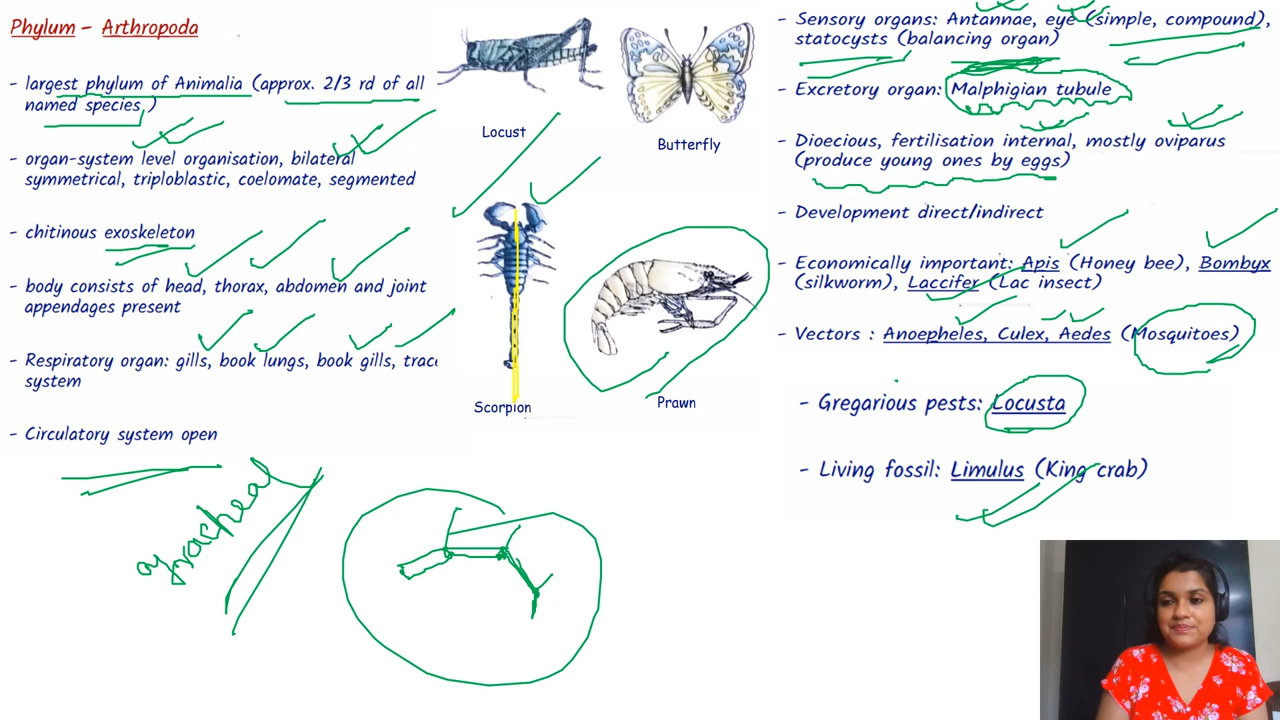 Phylum - Arthropoda
- largest phylum of Animalia (approx. 2/3 rd of all
named species )
- organ-system level organisation, bilateral
symmetrical, triploblastic, coelomate, segmented
- chitinous exoskeleton
- body consists of head, thorax, abdomen and joint
appendages present
- Respiratory organ: gills, book lungs, book gills, trac
system
- Circulatory system open
Locust
Butterfly
Scorpion
Prawn
- Sensory organs: Antannae, eye (simple, compound),
statocysts (balancing organ)
- Excretory organ: Malphigian tubule
- Dioecious, fertilisation internal, mostly oviparus
(produce young ones by eggs)
- Development direct/indirect
- Economically important: Apis (Honey bee), Bombyx
(silkworm), Laccifer (Lac insect)
- Vectors : Anoepheles, Culex, Aedes (Mosquitoes)
- Gregarious pests: Locusta
- Living fossil: Limulus (King crab)